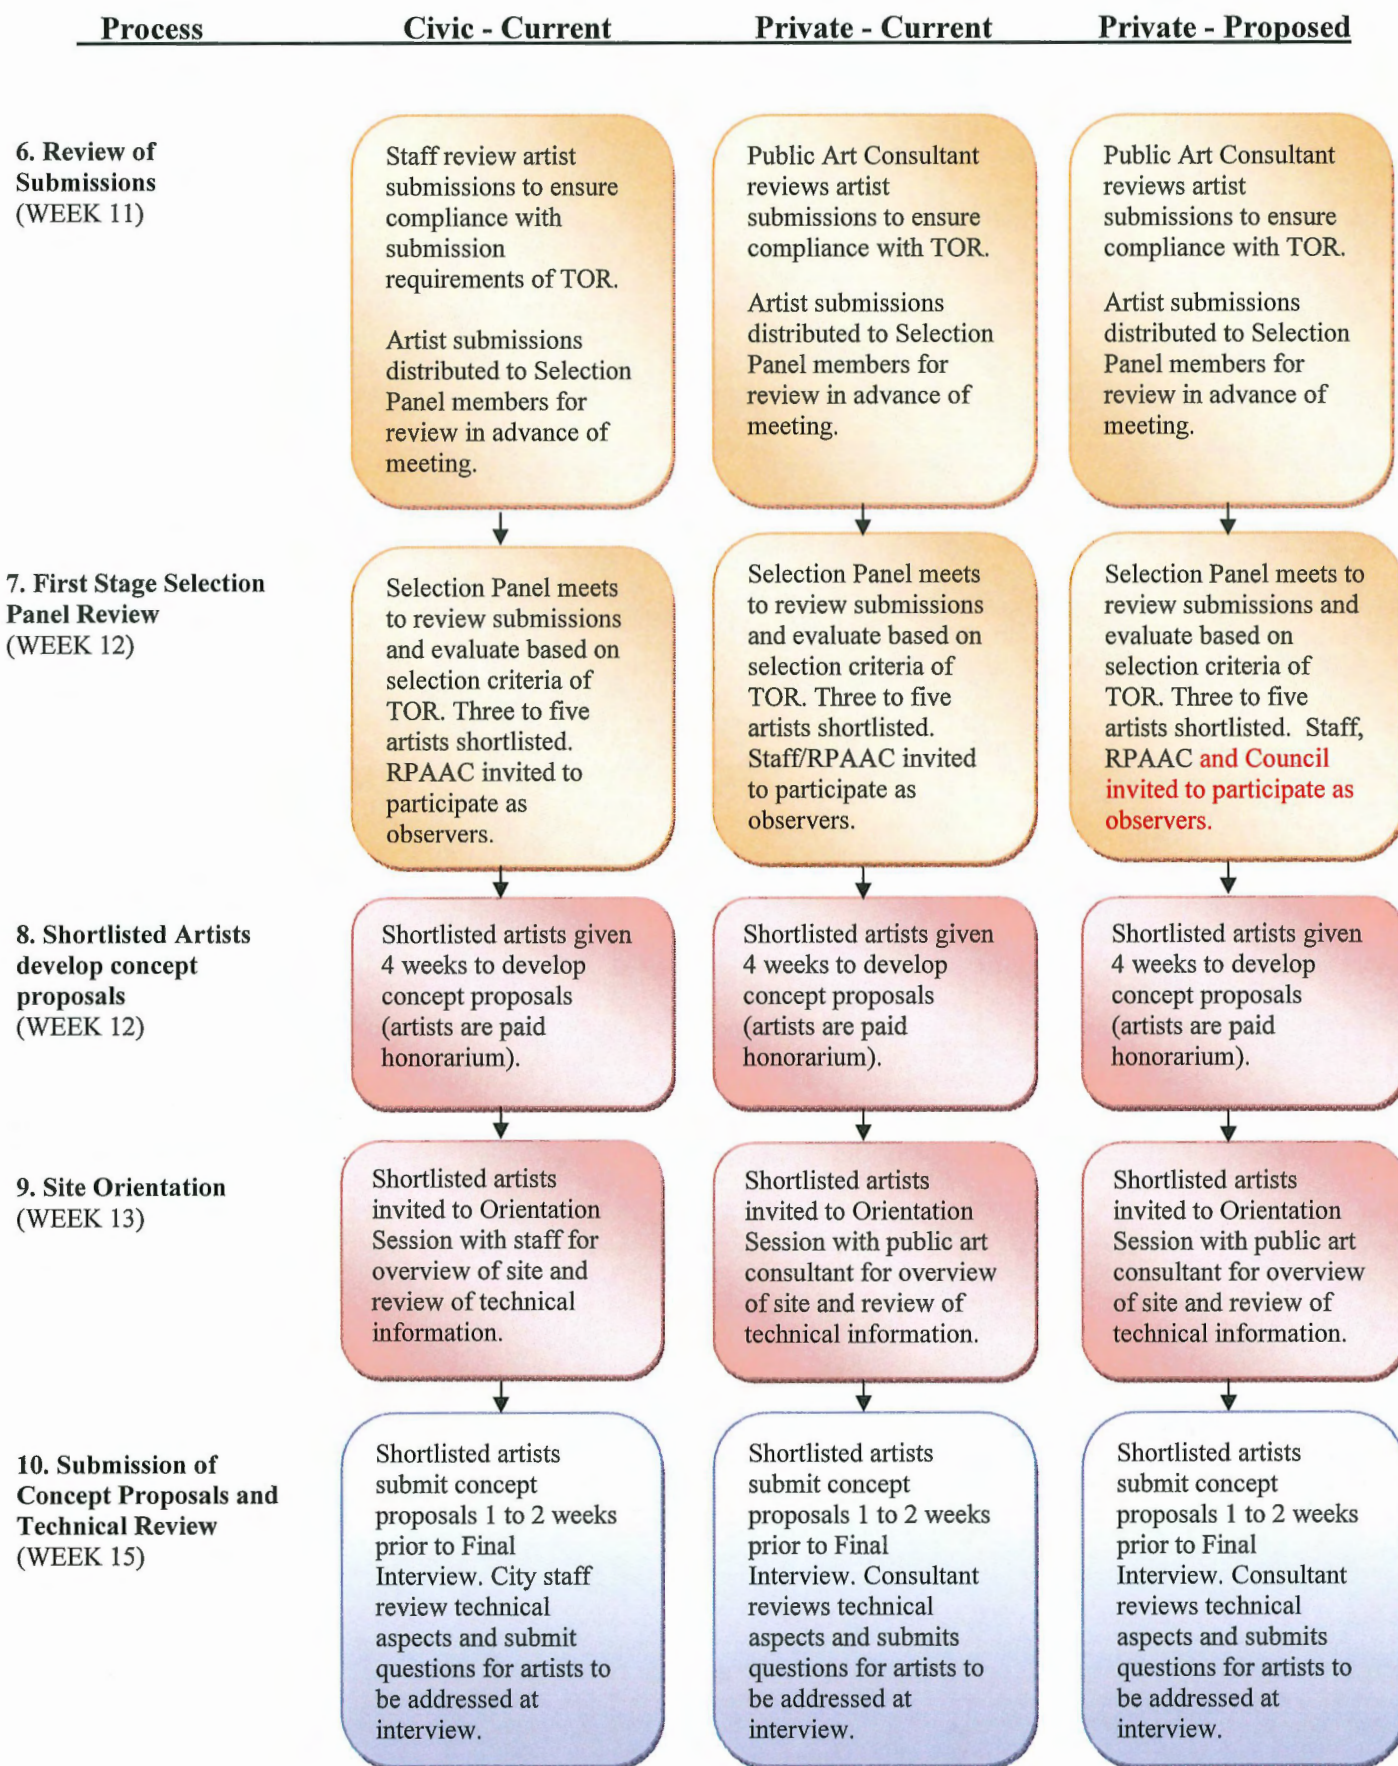 Process Civic - Current Private - Current Private - Proposed
6. Review of
Submissions
(WEEK 11)
Staff review artist
submissions to ensure
compliance with
submission
requirements of TOR.
Artist submissions
distributed to Selection
Panel members for
review in advance of
meeting.
Public Art Consultant
reviews artist
submissions to ensure
compliance with TOR.
Artist submissions
distributed to Selection
Panel members for
review in advance of
meeting.
Public Art Consultant
reviews artist
submissions to ensure
compliance with TOR.
Artist submissions
distributed to Selection
Panel members for
review in advance of
meeting.
7. First Stage Selection
Panel Review
(WEEK 12)
Selection Panel meets
to review submissions
and evaluate based on
selection criteria of
TOR. Three to five
artists shortlisted.
RPAAC invited to
participate as
observers.
Selection Panel meets
to review submissions
and evaluate based on
selection criteria of
TOR. Three to five
artists shortlisted.
Staff/RPAAC invited
to participate as
observers.
Selection Panel meets to
review submissions and
evaluate based on
selection criteria of
TOR. Three to five
artists shortlisted. Staff,
RPAAC and Council
invited to participate as
observers.
8. Shortlisted Artists
develop concept
proposals
(WEEK 12)
Shortlisted artists given
4 weeks to develop
concept proposals
(artists are paid
honorarium).
Shortlisted artists given
4 weeks to develop
concept proposals
(artists are paid
honorarium).
Shortlisted artists given
4 weeks to develop
concept proposals
(artists are paid
honorarium).
9. Site Orientation
(WEEK 13)
Shortlisted artists
invited to Orientation
Session with staff for
overview of site and
review of technical
information.
Shortlisted artists
invited to Orientation
Session with public art
consultant for overview
of site and review of
technical information.
Shortlisted artists
invited to Orientation
Session with public art
consultant for overview
of site and review of
technical information.
10. Submission of
Concept Proposals and
Technical Review
(WEEK 15)
Shortlisted artists
submit concept
proposals 1 to 2 weeks
prior to Final
Interview. City staff
review technical
aspects and submit
questions for artists to
be addressed at
interview.
Shortlisted artists
submit concept
proposals 1 to 2 weeks
prior to Final
Interview. Consultant
reviews technical
aspects and submits
questions for artists to
be addressed at
interview.
Shortlisted artists
submit concept
proposals 1 to 2 weeks
prior to Final
Interview. Consultant
reviews technical
aspects and submits
questions for artists to
be addressed at
interview.